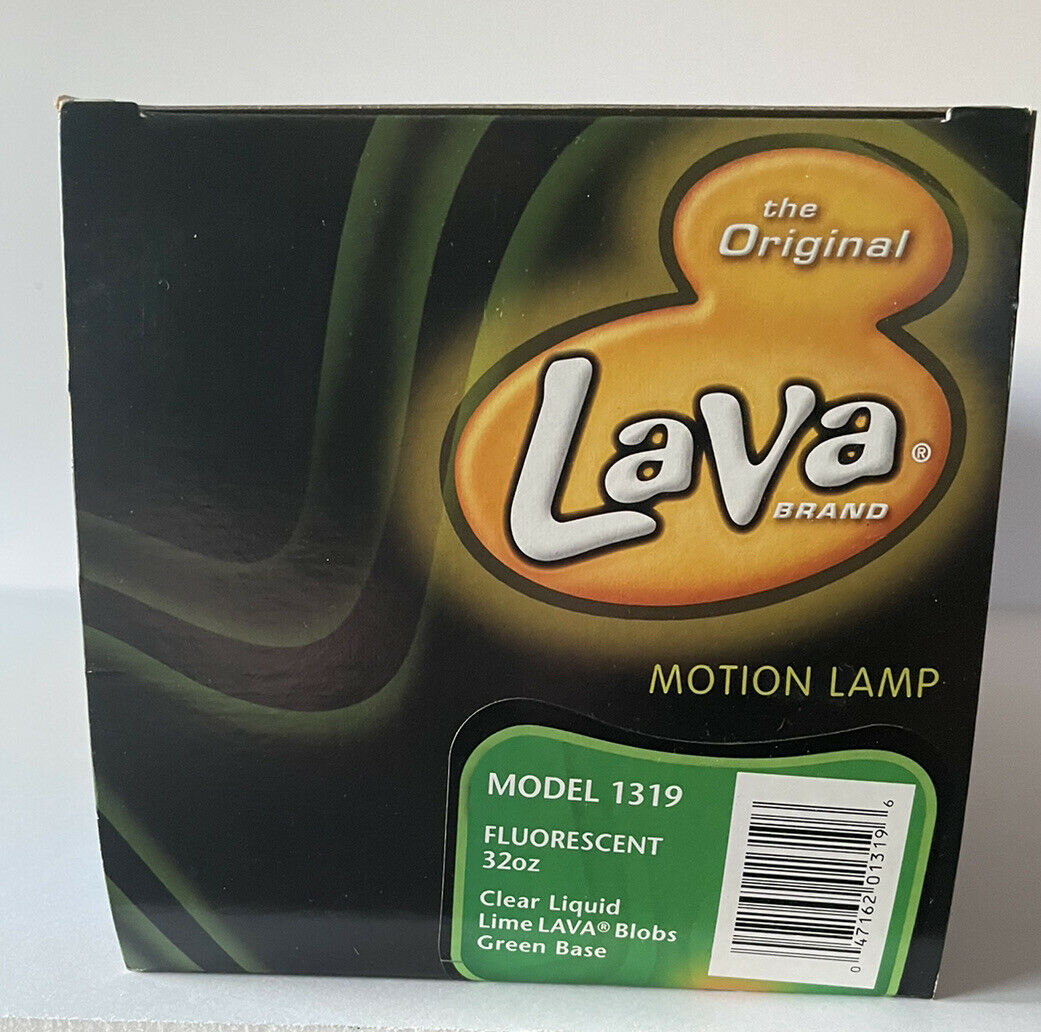 the
Original
Lava®
BRAND
MOTION LAMP
MODEL 1319
FLUORESCENT
32oz
Clear Liquid
Lime LAVA® Blobs
Green Base
0 47162 01319 6